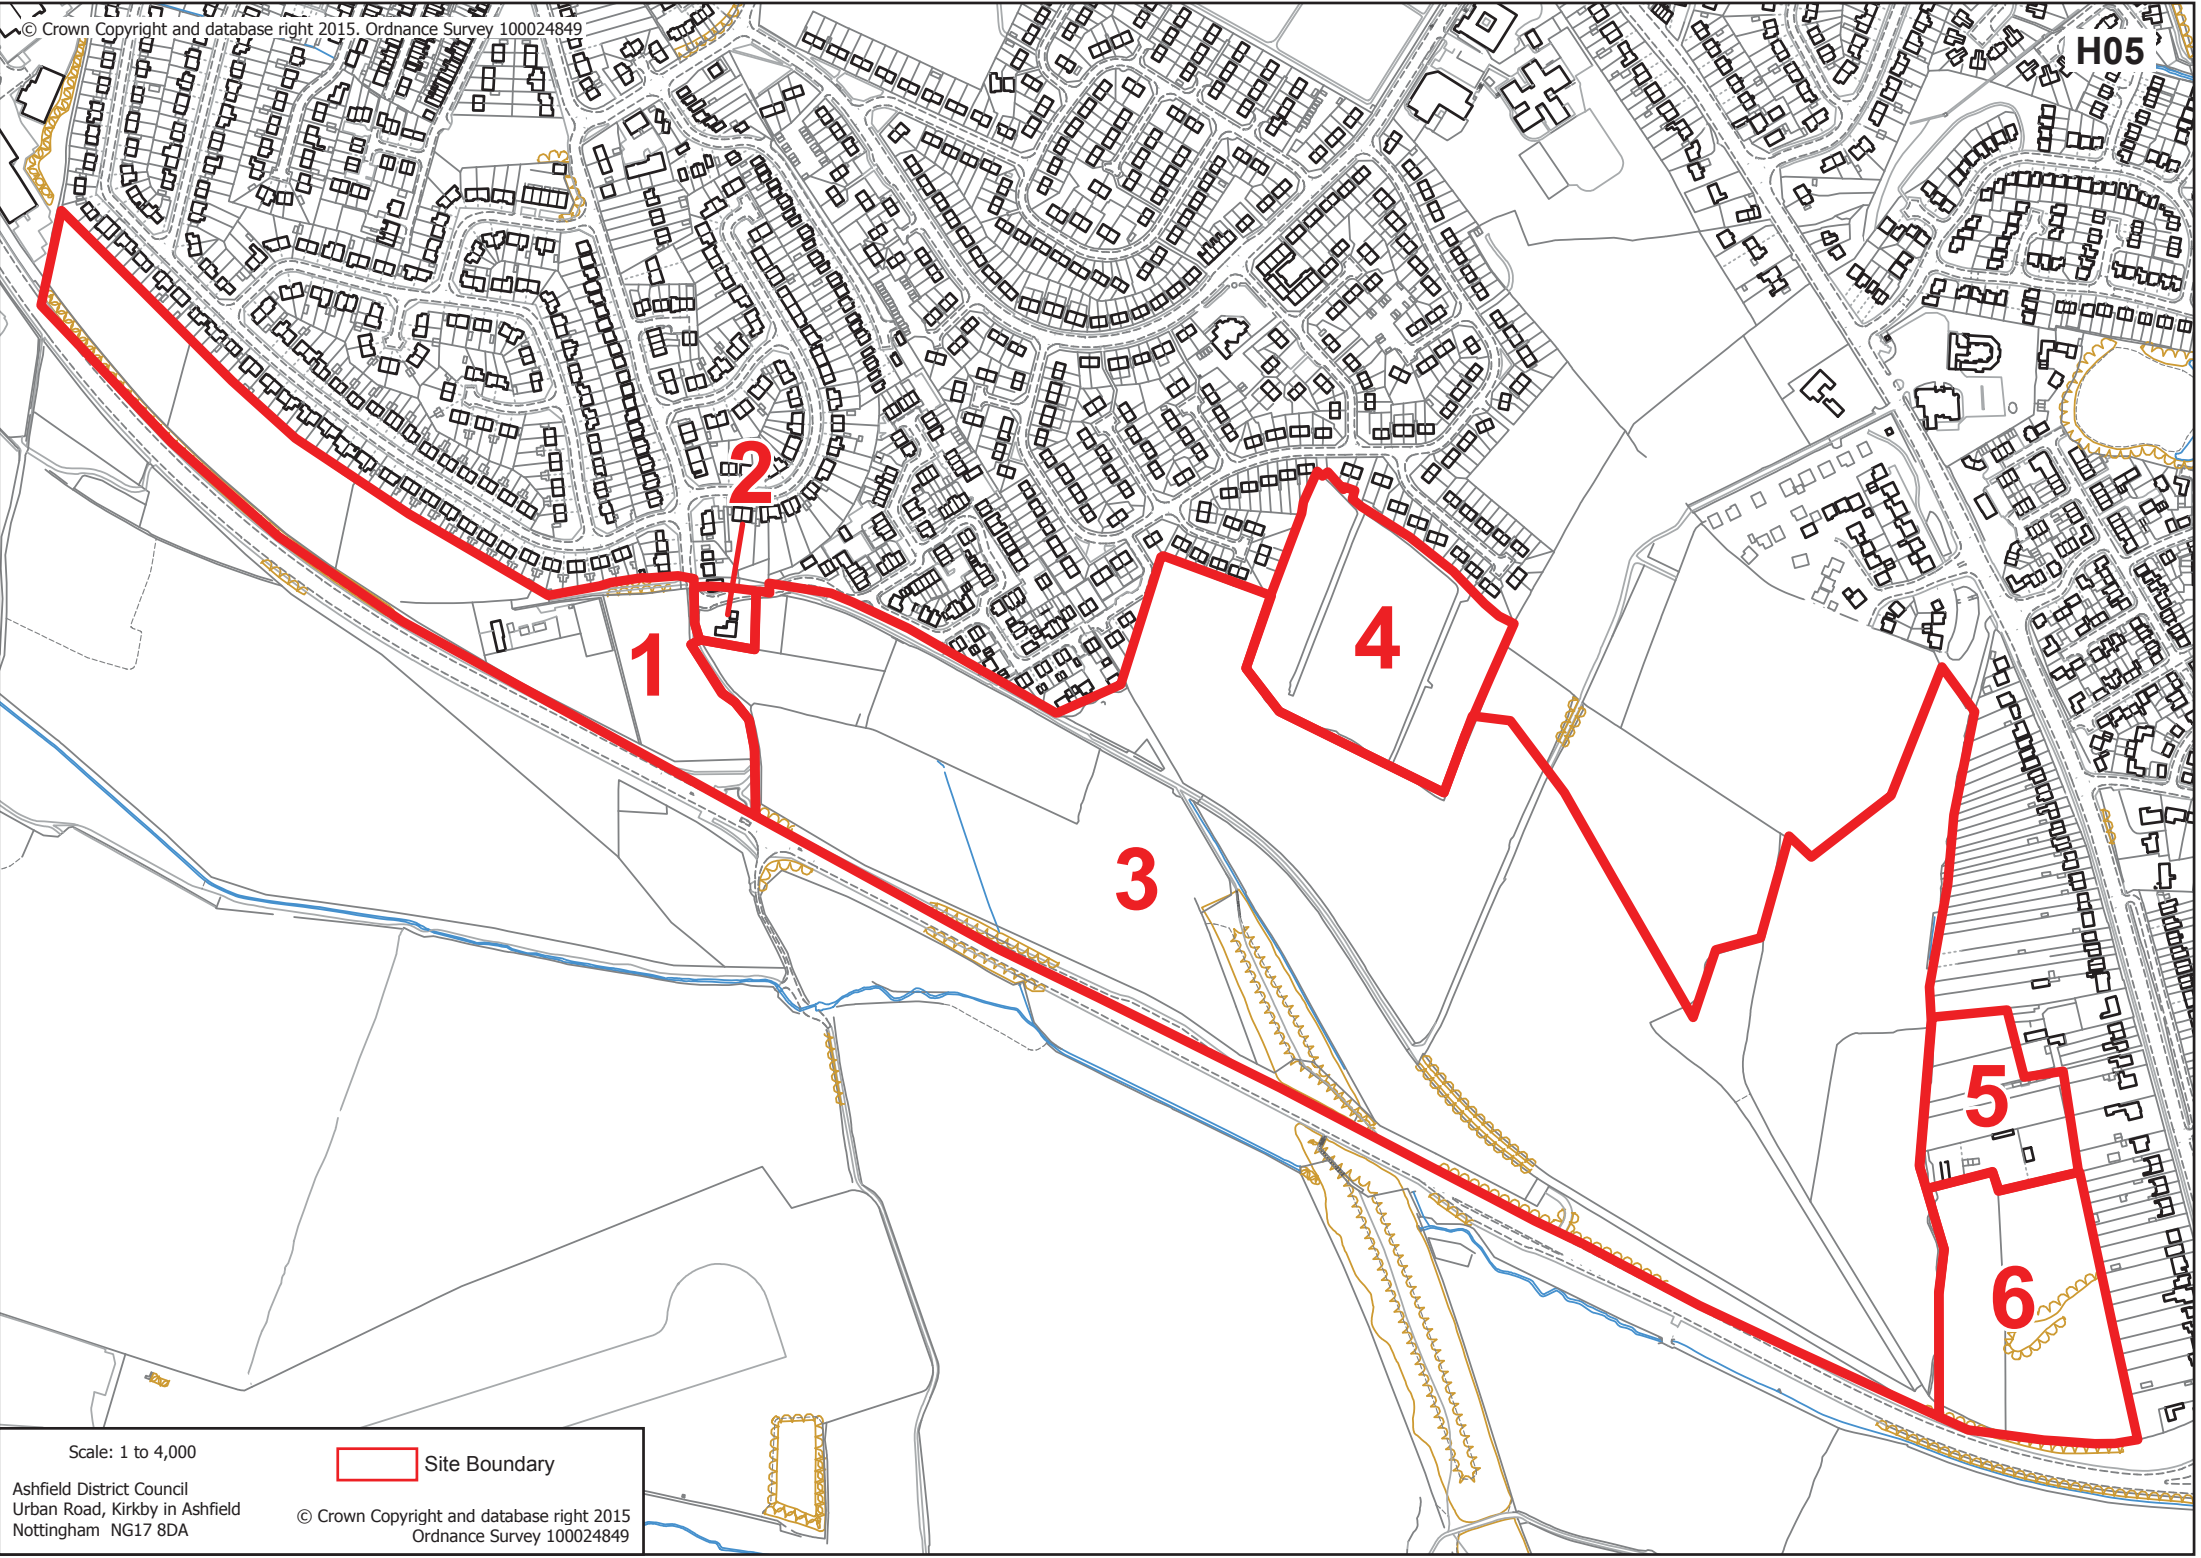 © Crown Copyright and database right 2015. Ordnance Survey 100024849
H05
2
1
4
3
5
6
Scale: 1 to 4,000
Site Boundary
Ashfield District Council
Urban Road, Kirkby in Ashfield
Nottingham  NG17 8DA
© Crown Copyright and database right 2015
Ordnance Survey 100024849